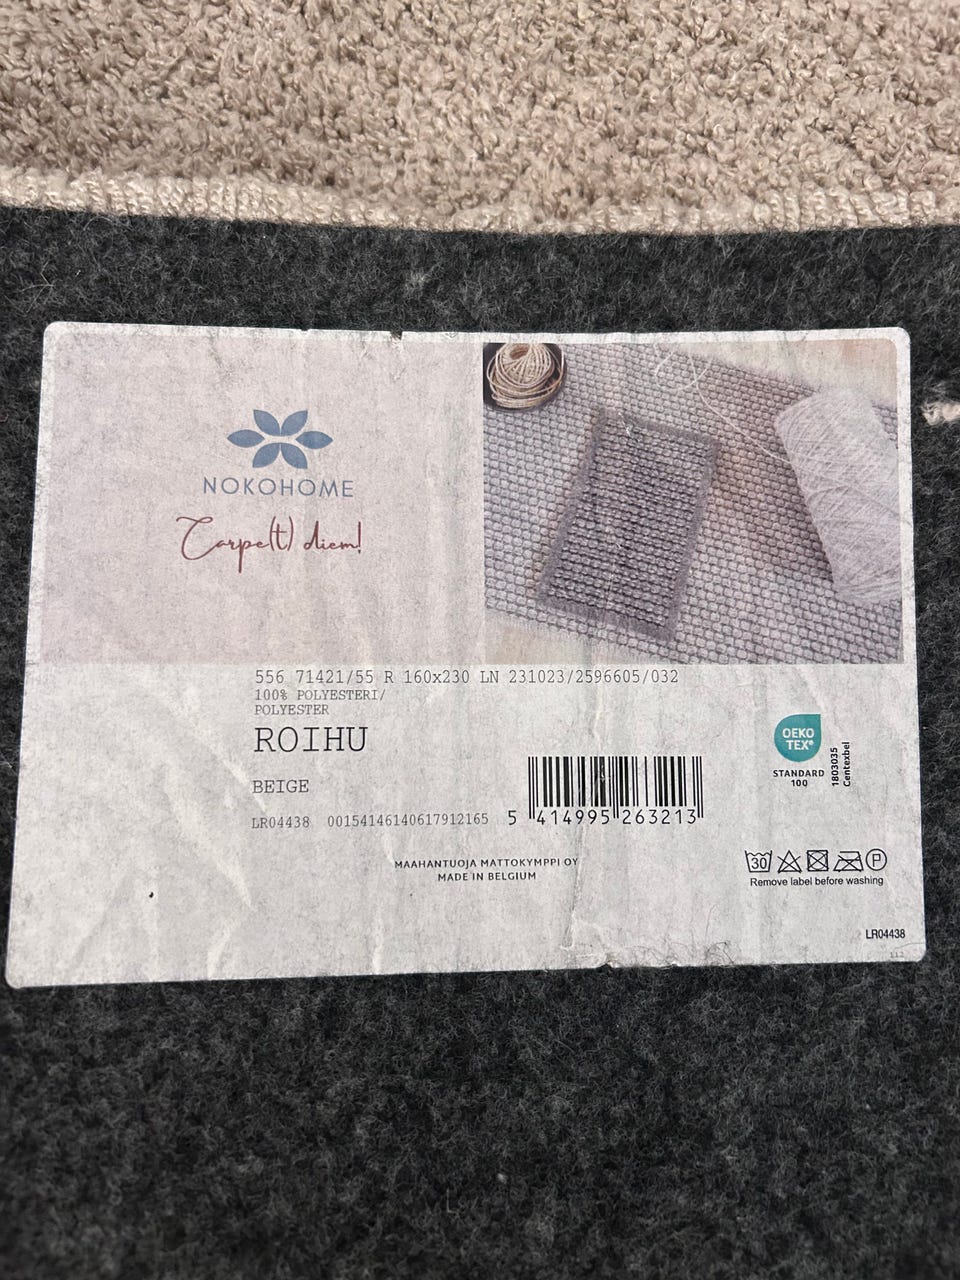 NOKOHOME
Carpe(t) diem!
556 71421/55 R 160x230 LN 231023/2596605/032
100% POLYESTERI/
POLYESTER
ROIHU
BEIGE
LR04438 00154146140617912165
5 414995 263213
OEKO
TEX®
STANDARD
100
1803035
Centexbel
MAAHANTUOJA MATTOKYMPPI OY
MADE IN BELGIUM
30 P
Remove label before washing
LR04438